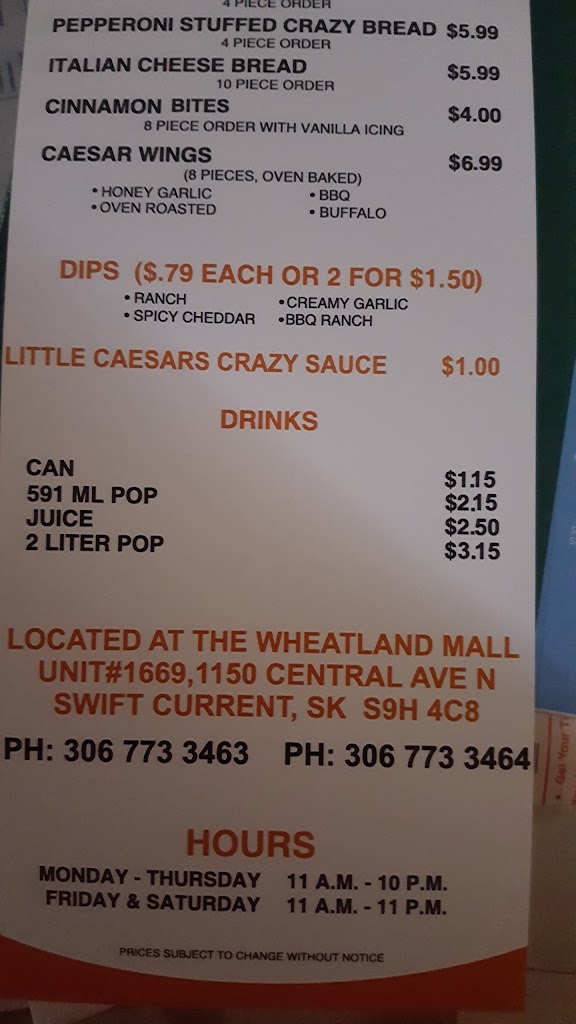 4 PIECE ORDER
PEPPERONI STUFFED CRAZY BREAD $5.99
4 PIECE ORDER
ITALIAN CHEESE BREAD $5.99
10 PIECE ORDER
CINNAMON BITES $4.00
8 PIECE ORDER WITH VANILLA ICING
CAESAR WINGS $6.99
(8 PIECES, OVEN BAKED)
• HONEY GARLIC • BBQ
• OVEN ROASTED • BUFFALO
DIPS ($.79 EACH OR 2 FOR $1.50)
• RANCH • CREAMY GARLIC
• SPICY CHEDDAR • BBQ RANCH
LITTLE CAESARS CRAZY SAUCE $1.00
DRINKS
CAN $1.15
591 ML POP $2.15
JUICE $2.50
2 LITER POP $3.15
LOCATED AT THE WHEATLAND MALL
UNIT#1669,1150 CENTRAL AVE N
SWIFT CURRENT, SK S9H 4C8
PH: 306 773 3463 PH: 306 773 3464
HOURS
MONDAY - THURSDAY 11 A.M. - 10 P.M.
FRIDAY & SATURDAY 11 A.M. - 11 P.M.
PRICES SUBJECT TO CHANGE WITHOUT NOTICE
• Get Your